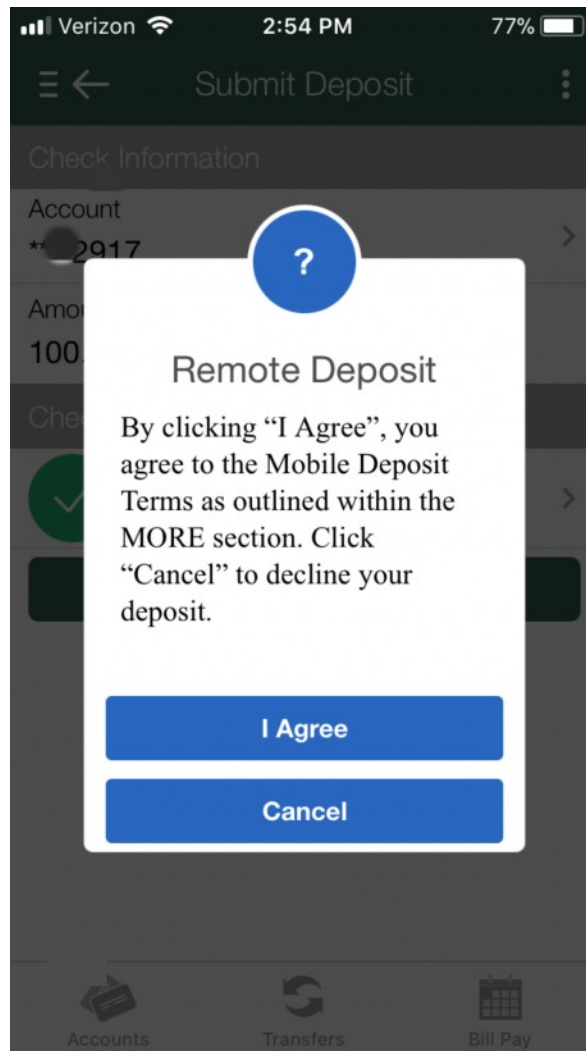 Verizon 2:54 PM 77%
Submit Deposit
Check Information
Account
** 2917
100.
Remote Deposit
By clicking “I Agree”, you
agree to the Mobile Deposit
Terms as outlined within the
MORE section. Click
“Cancel” to decline your
deposit.
I Agree
Cancel
Accounts Transfers Bill Pay